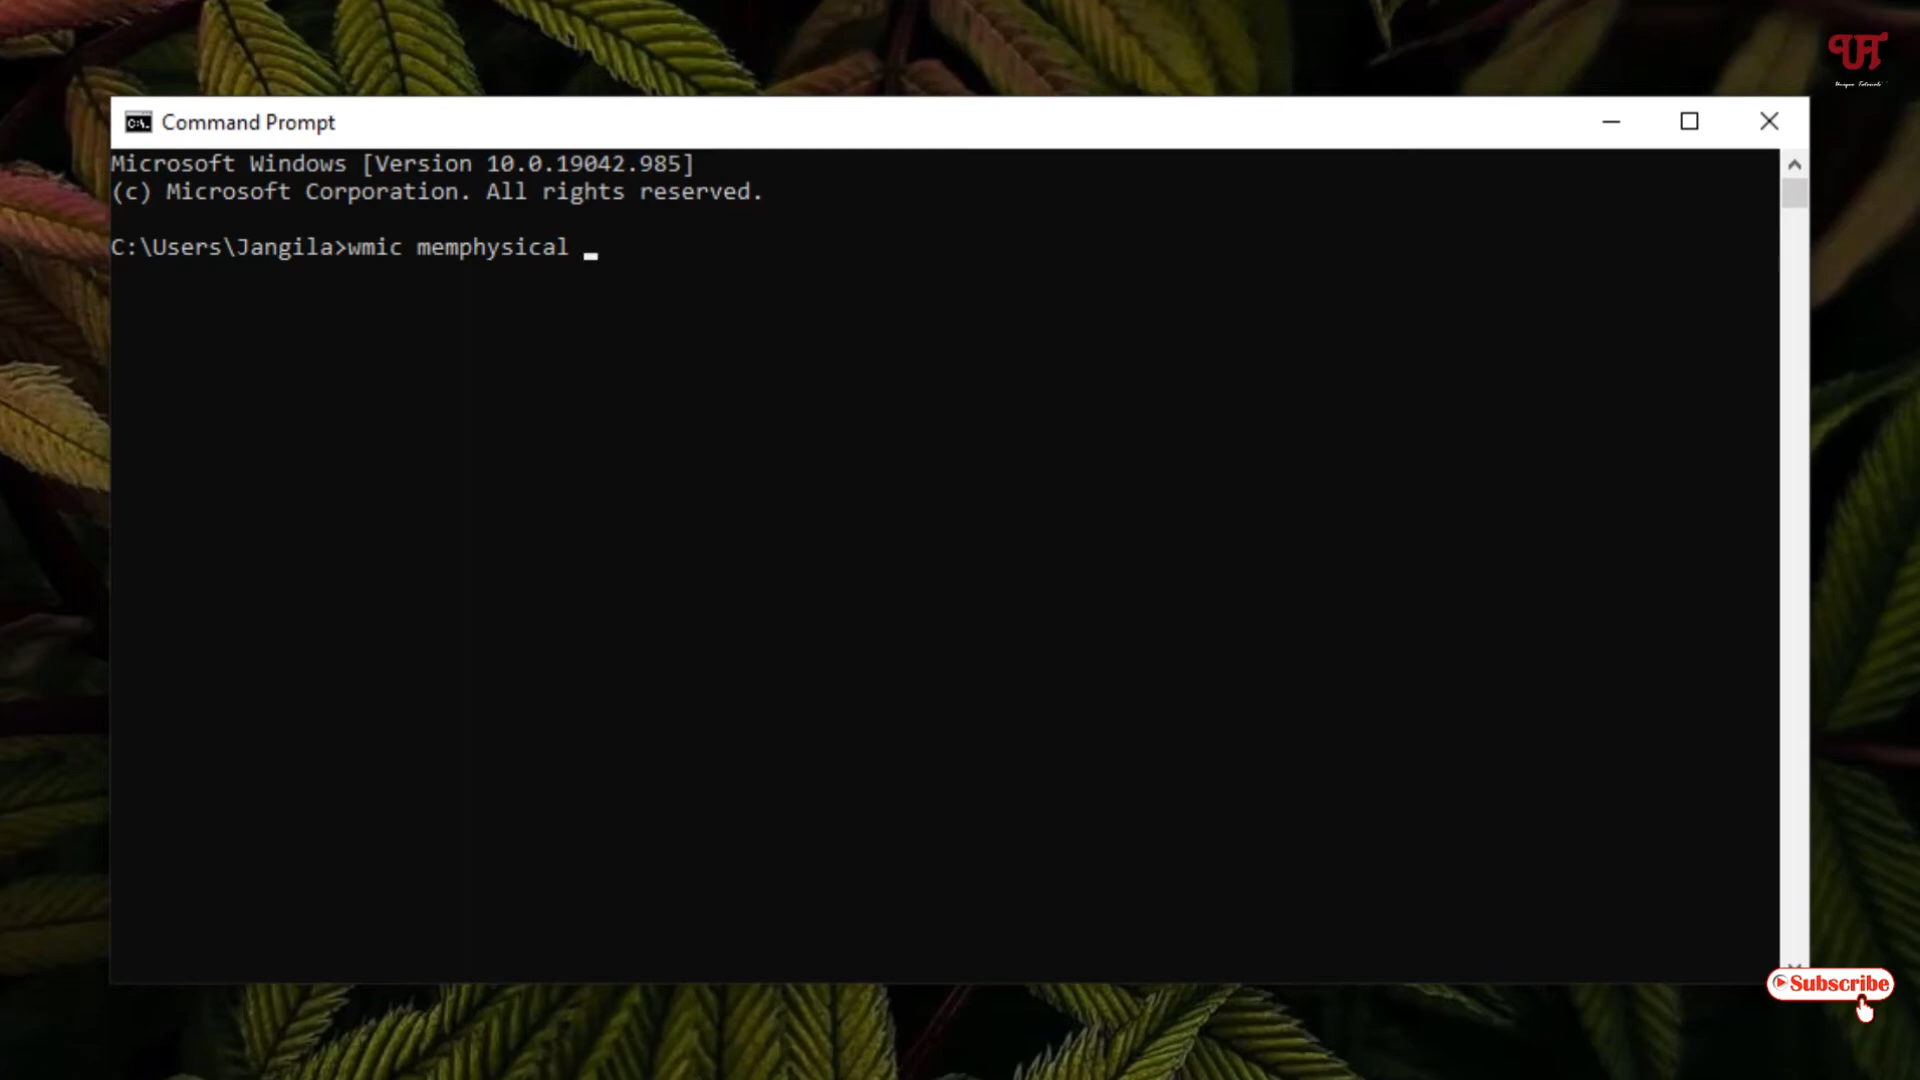 Command Prompt
Microsoft Windows [Version 10.0.19042.985]
(c) Microsoft Corporation. All rights reserved.
C:\Users\Jangila>wmic memphysical
Subscribe